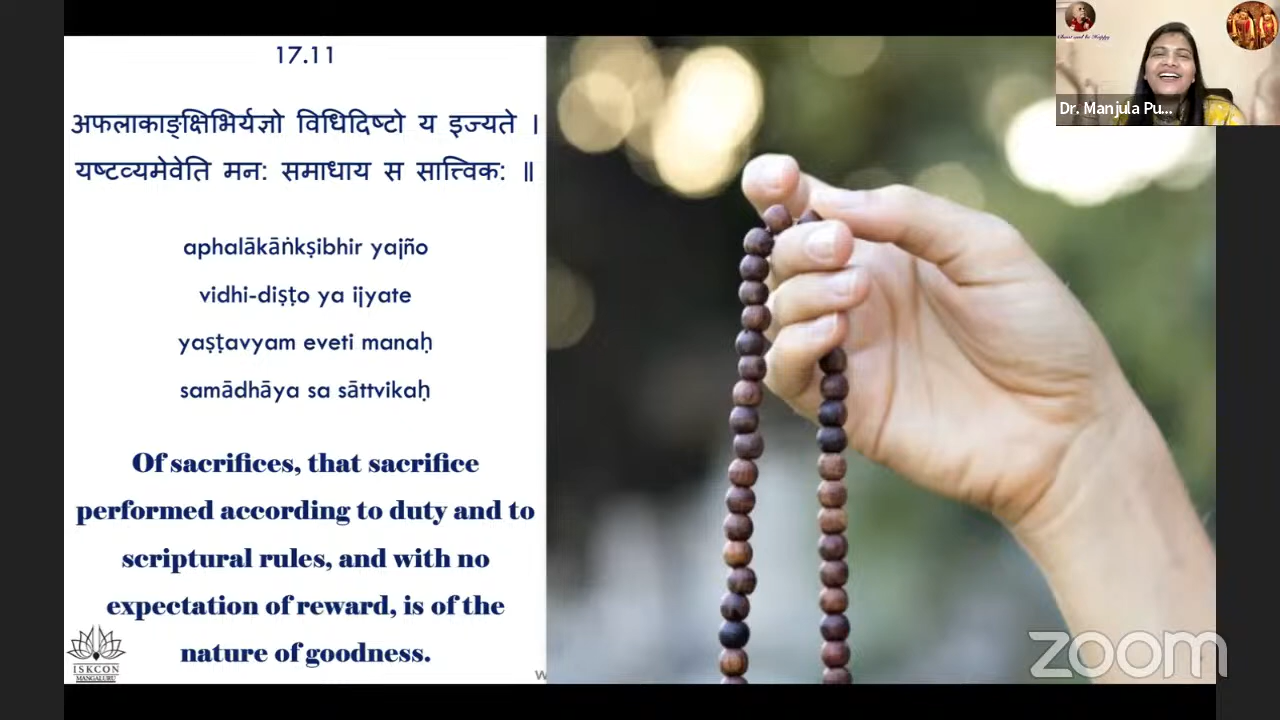 17.11
अफलाकाङ्क्षिभिर्यज्ञो विधिदिष्टो य इज्यते ।
यष्टव्यमेवेति मनः समाधाय स सात्त्विकः ॥
aphalākāṅkṣibhir yajño
vidhi-diṣṭo ya ijyate
yaṣṭavyam eveti manaḥ
samādhāya sa sāttvikaḥ
Of sacrifices, that sacrifice
performed according to duty and to
scriptural rules, and with no
expectation of reward, is of the
nature of goodness.
ISKCON
MANGALURU
Dr. Manjula Pu...
zoom